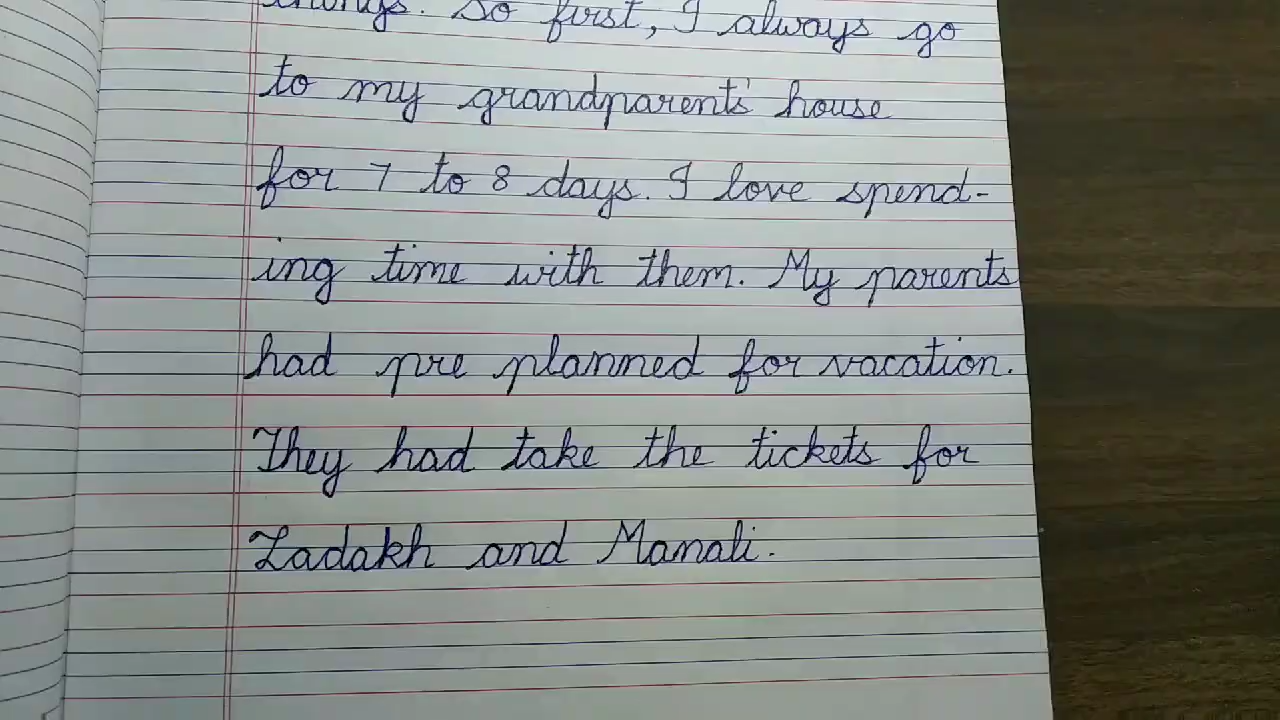 things. So first, I always go
to my grandparents' house
for 7 to 8 days. I love spend-
ing time with them. My parents
had pre planned for vacation.
They had take the tickets for
Ladakh and Manali.